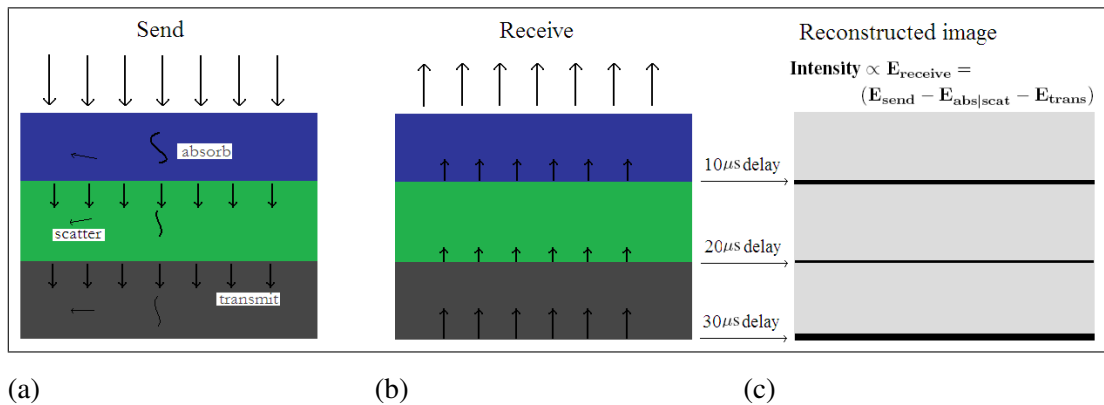 Send
absorb
scatter
transmit
Receive
10μs delay
20μs delay
30μs delay
Reconstructed image
Intensity ∝ E_receive =
(E_send − E_abs|scat − E_trans)
(a)
(b)
(c)